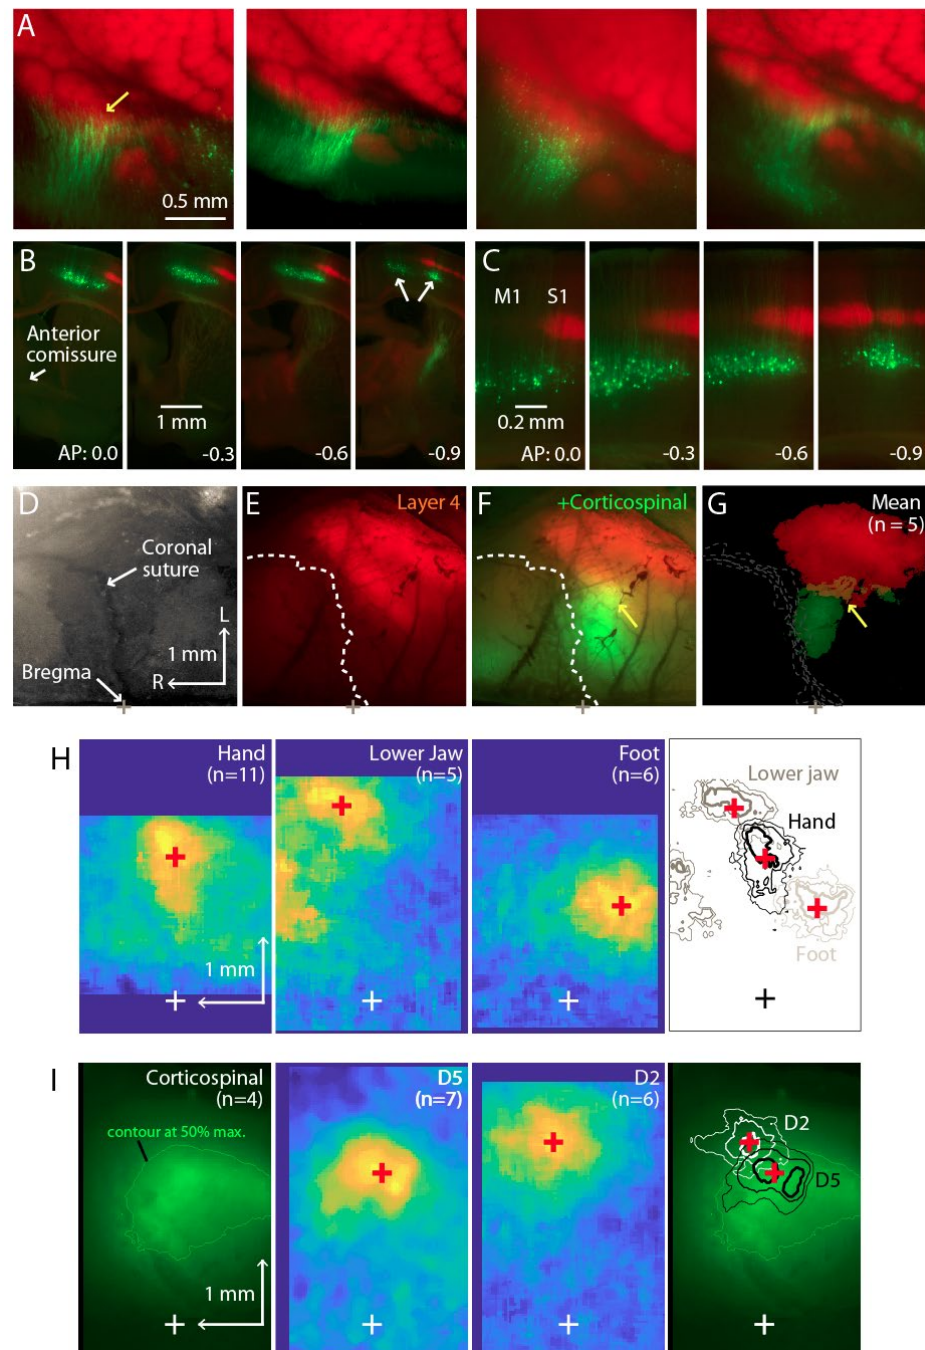 A
0.5 mm
B
Anterior
comissure
1 mm
AP: 0.0
-0.3
-0.6
-0.9
C
M1 S1
0.2 mm
AP: 0.0
-0.3
-0.6
-0.9
D
Coronal
suture
L
1 mm
Bregma
R
E
Layer 4
F
+Corticospinal
G
Mean
(n = 5)
H
Hand
(n=11)
1 mm
Lower Jaw
(n=5)
Foot
(n=6)
Lower jaw
Hand
Foot
I
Corticospinal
(n=4)
contour at 50% max.
1 mm
D5
(n=7)
D2
(n=6)
D2
D5